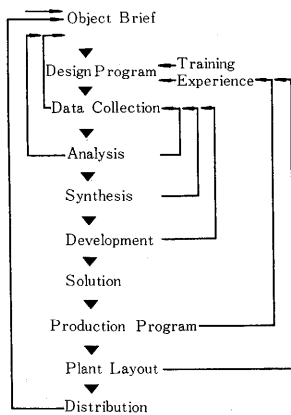 Object Brief
Training
Design Program
Experience
Data Collection
Analysis
Synthesis
Development
Solution
Production Program
Plant Layout
Distribution